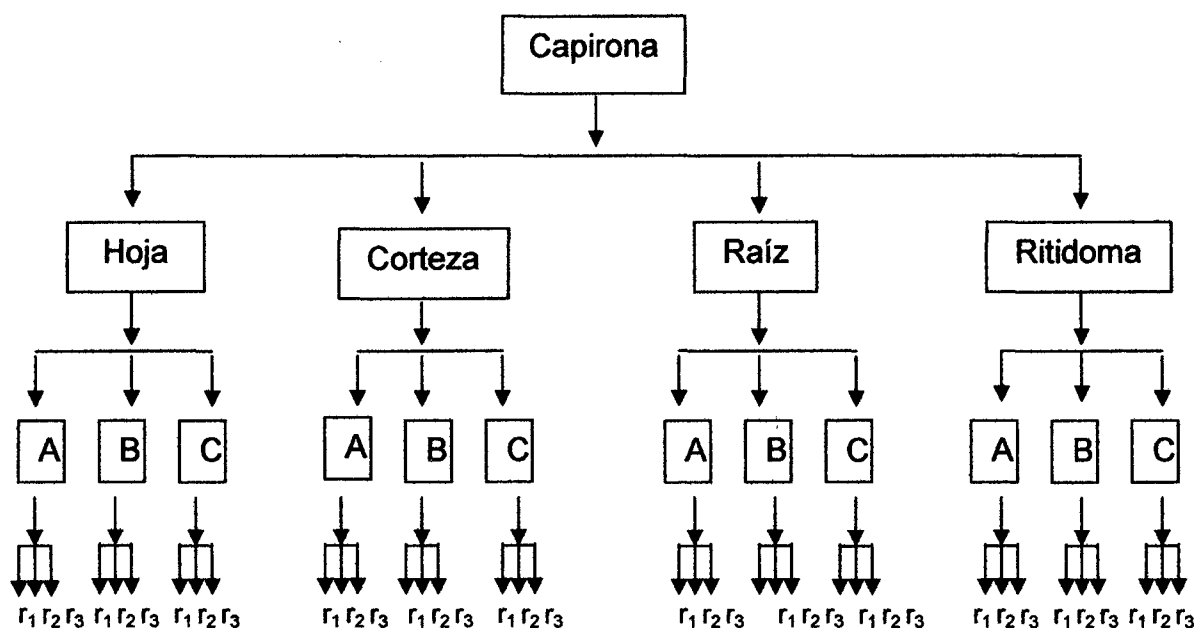 Capirona
Hoja Corteza Raíz Ritidoma
A B C A B C A B C A B C
r1 r2 r3 r1 r2 r3 r1 r2 r3 r1 r2 r3 r1 r2 r3 r1 r2 r3 r1 r2 r3 r1 r2 r3 r1 r2 r3 r1 r2 r3 r1 r2 r3 r1 r2 r3